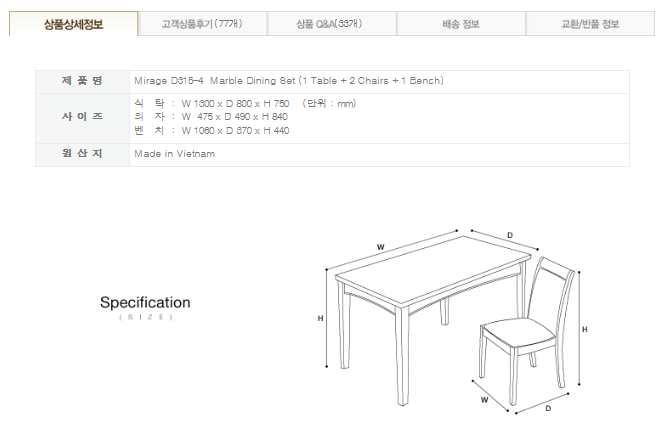 상품상세정보
고객상품후기(77개)
상품 Q&A(33개)
배송 정보
교환/반품 정보
제 품 명 Mirage D315-4 Marble Dining Set (1 Table + 2 Chairs + 1 Bench)
사 이 즈 식 탁 : W 1300 x D 800 x H 750 (단위 : mm)
의 자 : W 475 x D 490 x H 840
벤 치 : W 1060 x D 370 x H 440
원 산 지 Made in Vietnam
W
D
H
Specification
( S I Z E )
H
W
D